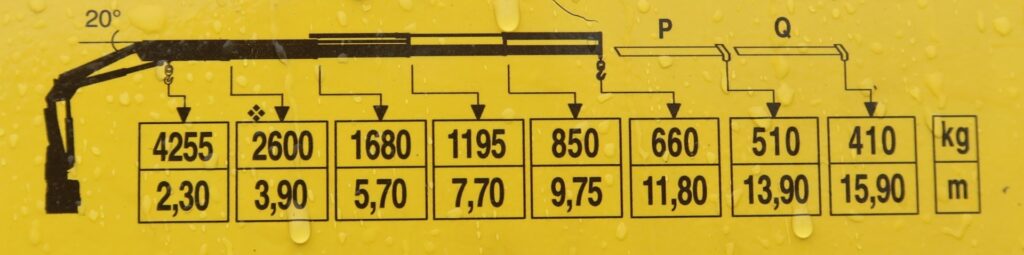 20°
P Q
4255 2600 1680 1195 850 660 510 410 kg
2,30 3,90 5,70 7,70 9,75 11,80 13,90 15,90 m